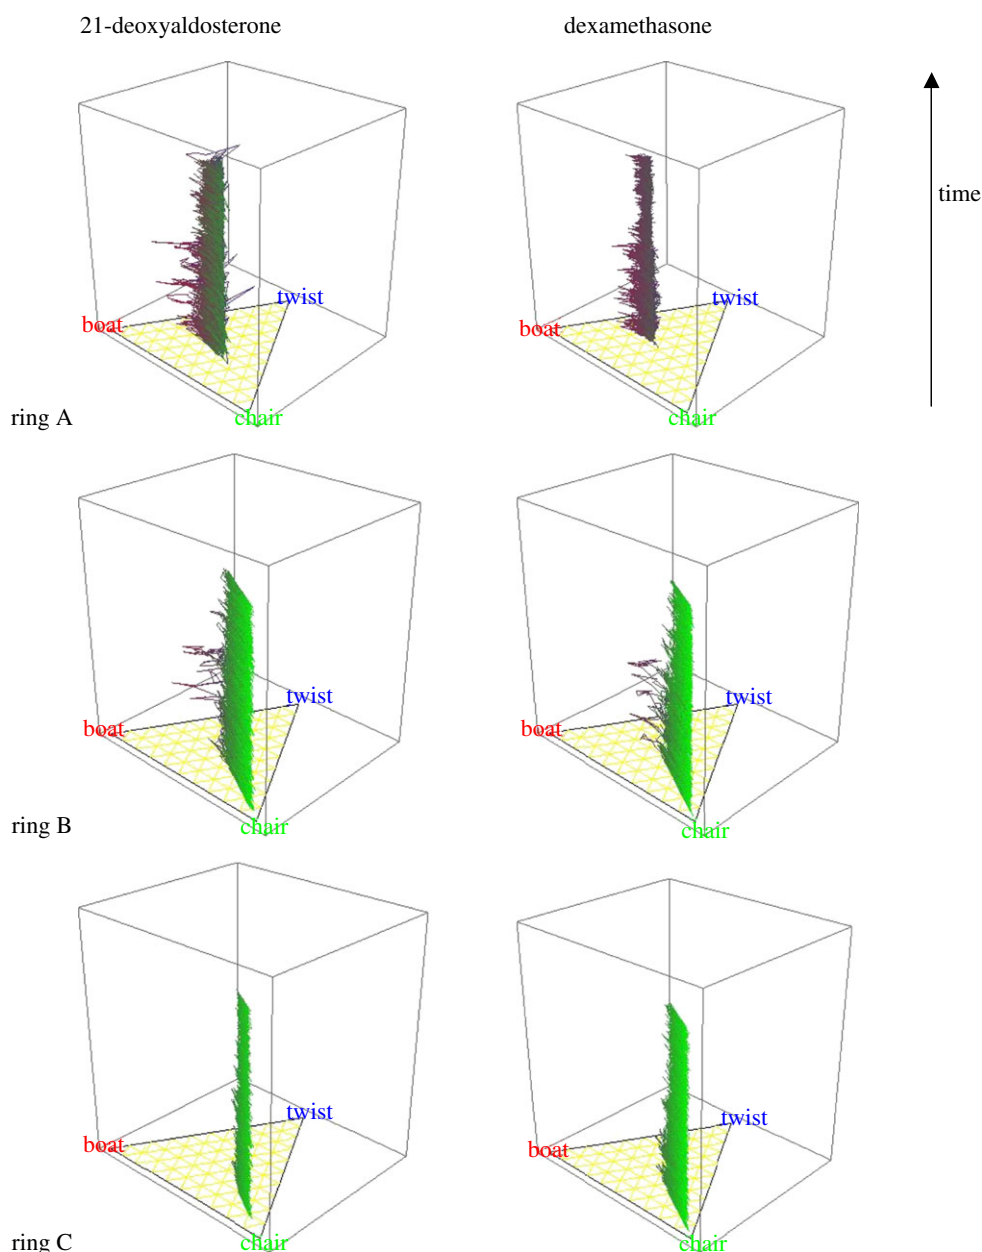 21-deoxyaldosterone
dexamethasone
time
boat
twist
chair
boat
twist
chair
ring A
boat
twist
chair
boat
twist
chair
ring B
boat
twist
chair
boat
twist
chair
ring C